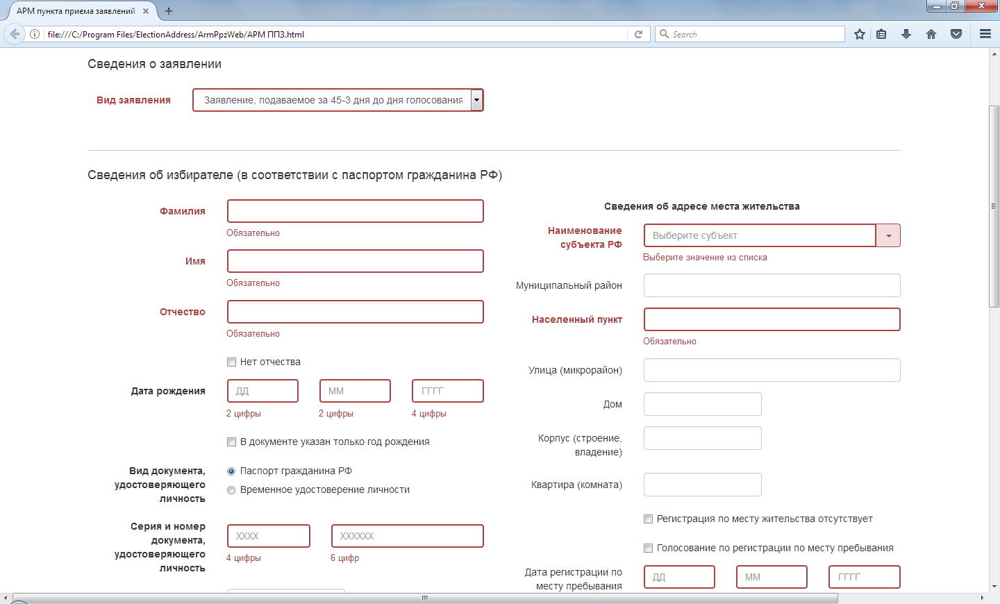 АРМ пункта приема заявлений
file:///C:/Program Files/ElectionAddress/ArmPpzWeb/АРМ ППЗ.html
Search
Сведения о заявлении
Вид заявления
Заявление, подаваемое за 45-3 дня до дня голосования
Сведения об избирателе (в соответствии с паспортом гражданина РФ)
Фамилия
Обязательно
Имя
Обязательно
Отчество
Обязательно
Нет отчества
Дата рождения
ДД
ММ
ГГГГ
2 цифры
2 цифры
4 цифры
В документе указан только год рождения
Вид документа,
удостоверяющего
личность
Паспорт гражданина РФ
Временное удостоверение личности
Серия и номер
документа,
удостоверяющего
личность
XXXX
XXXXXX
4 цифры
6 цифр
Сведения об адресе места жительства
Наименование
субъекта РФ
Выберите субъект
Выберите значение из списка
Муниципальный район
Населенный пункт
Обязательно
Улица (микрорайон)
Дом
Корпус (строение,
владение)
Квартира (комната)
Регистрация по месту жительства отсутствует
Голосование по регистрации по месту пребывания
Дата регистрации по
месту пребывания
ДД
ММ
ГГГГ